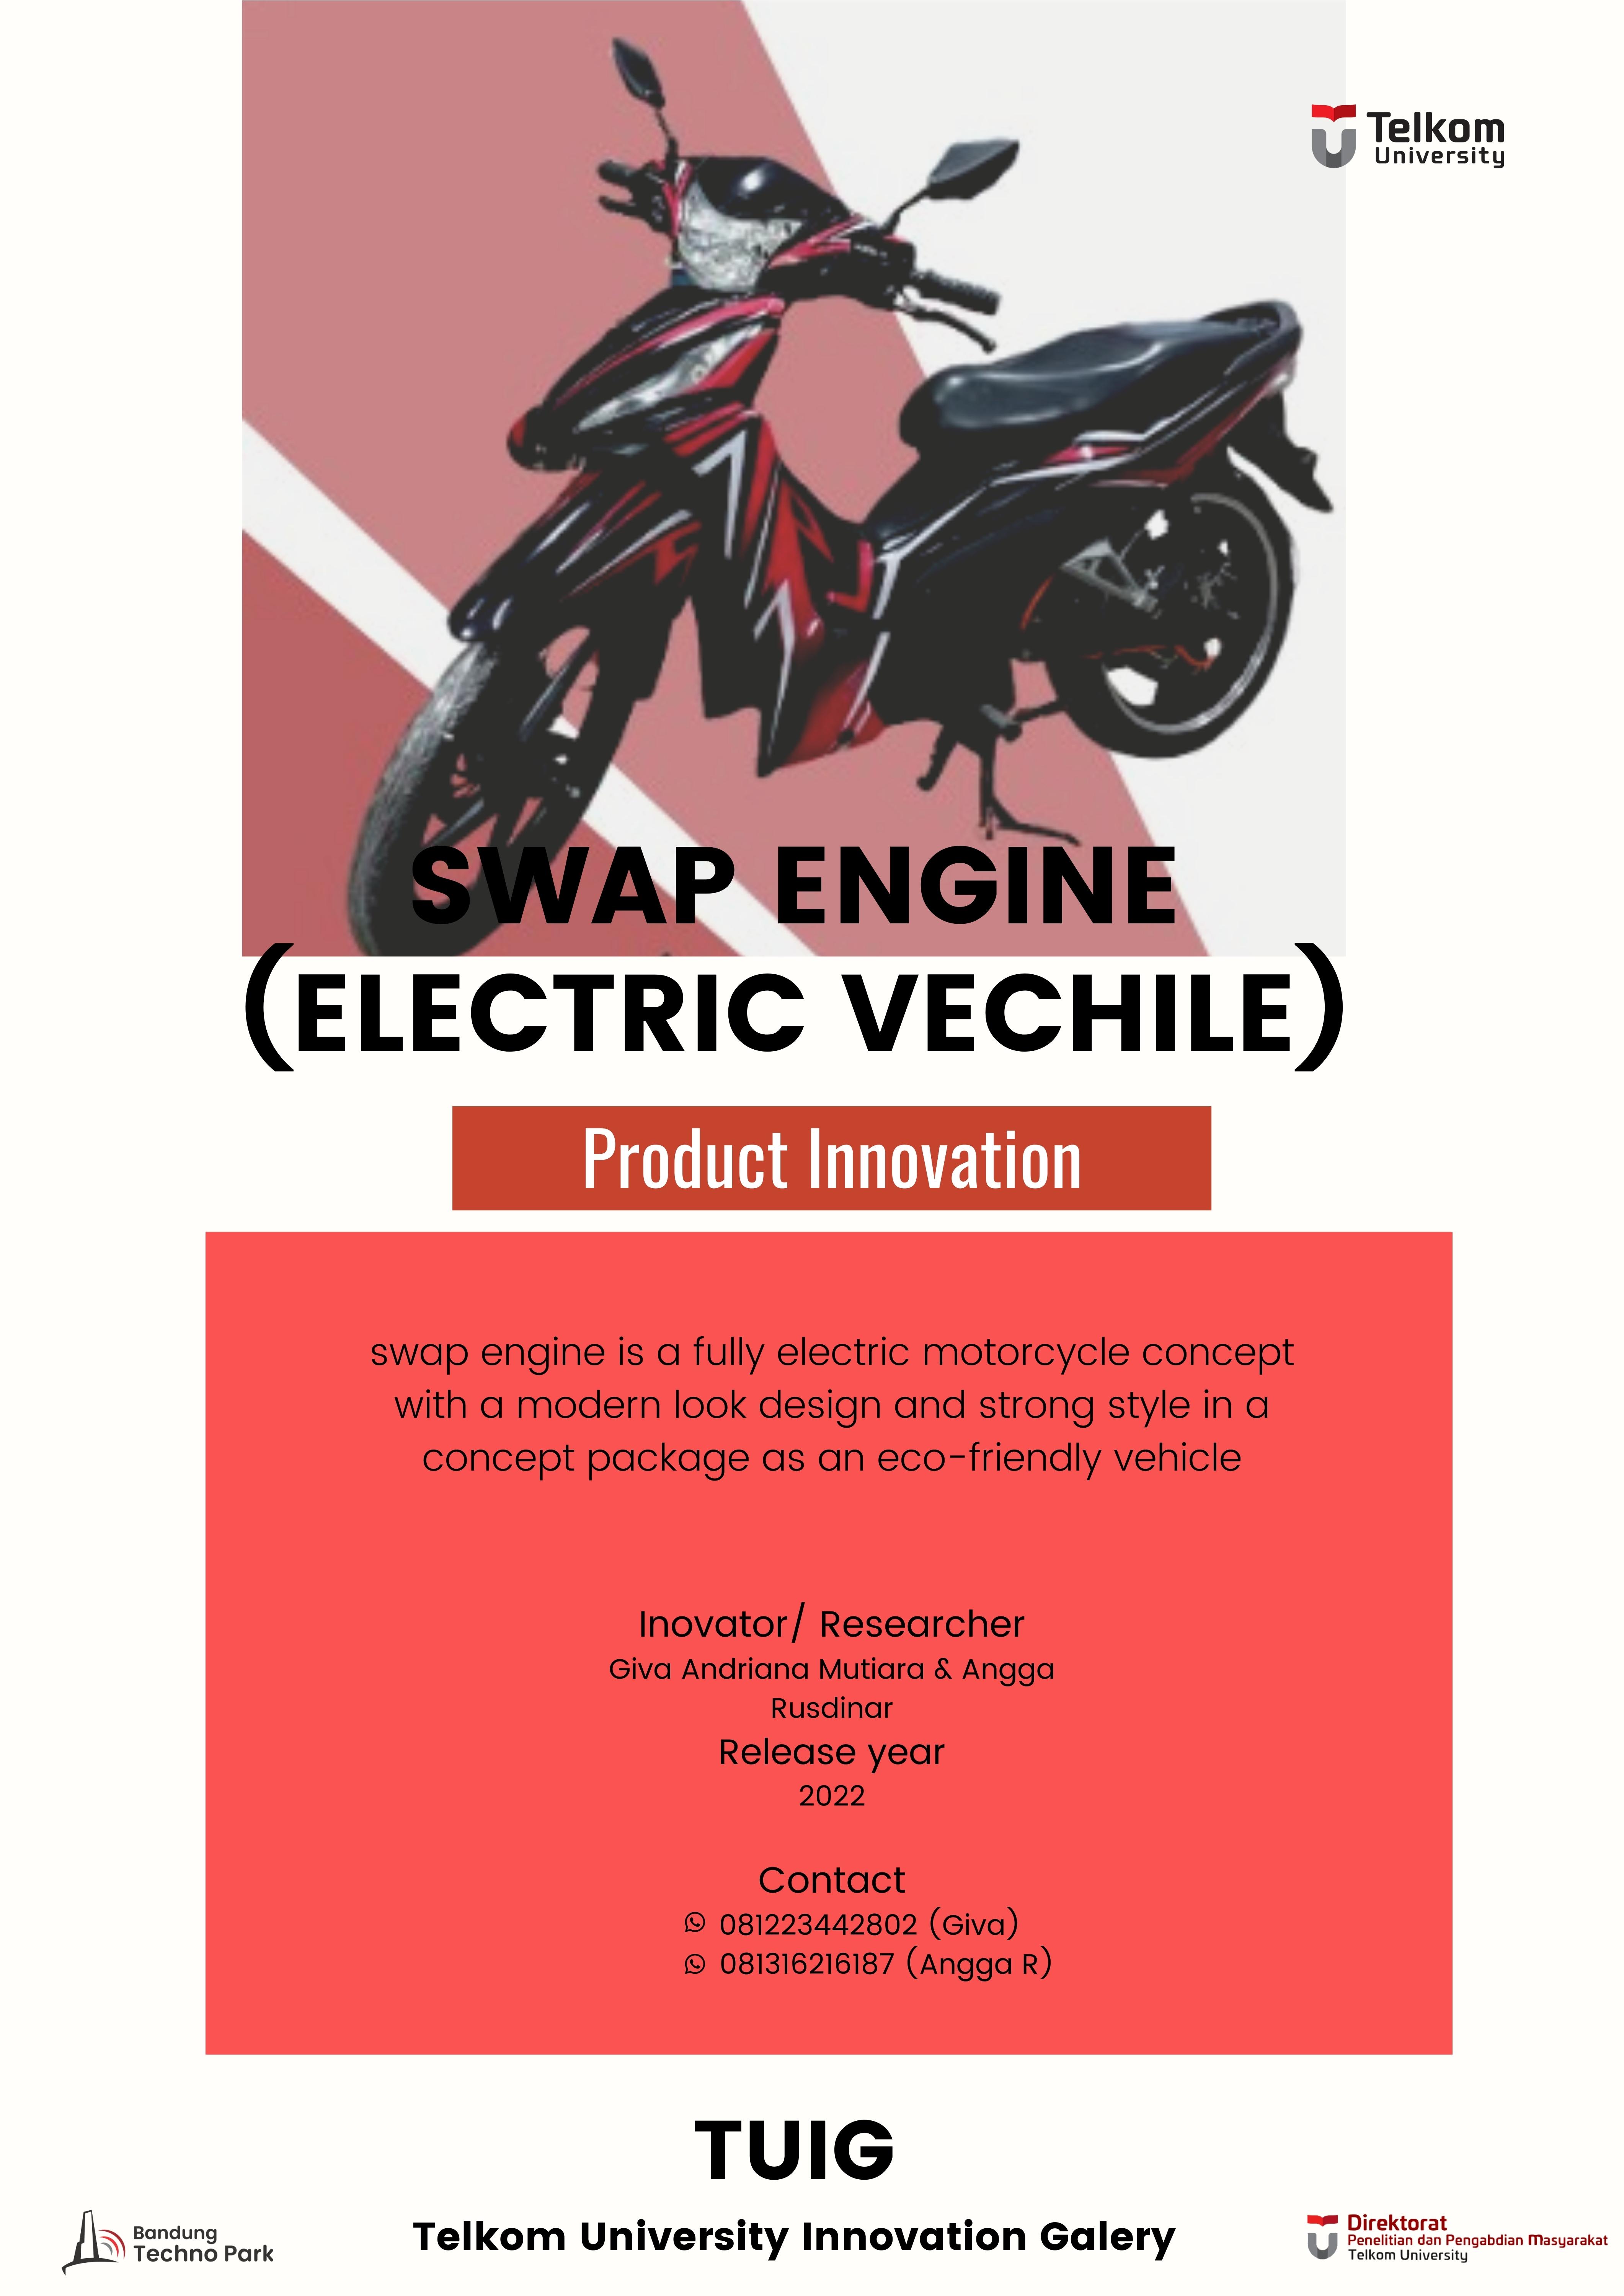 Telkom
University
SWAP ENGINE
(ELECTRIC VECHILE)
Product Innovation
swap engine is a fully electric motorcycle concept
with a modern look design and strong style in a
concept package as an eco-friendly vehicle
Inovator/ Researcher
Giva Andriana Mutiara & Angga
Rusdinar
Release year
2022
Contact
081223442802 (Giva)
081316216187 (Angga R)
TUIG
Telkom University Innovation Galery
Bandung
Techno Park
Direktorat
Penelitian dan Pengabdian Masyarakat
Telkom University